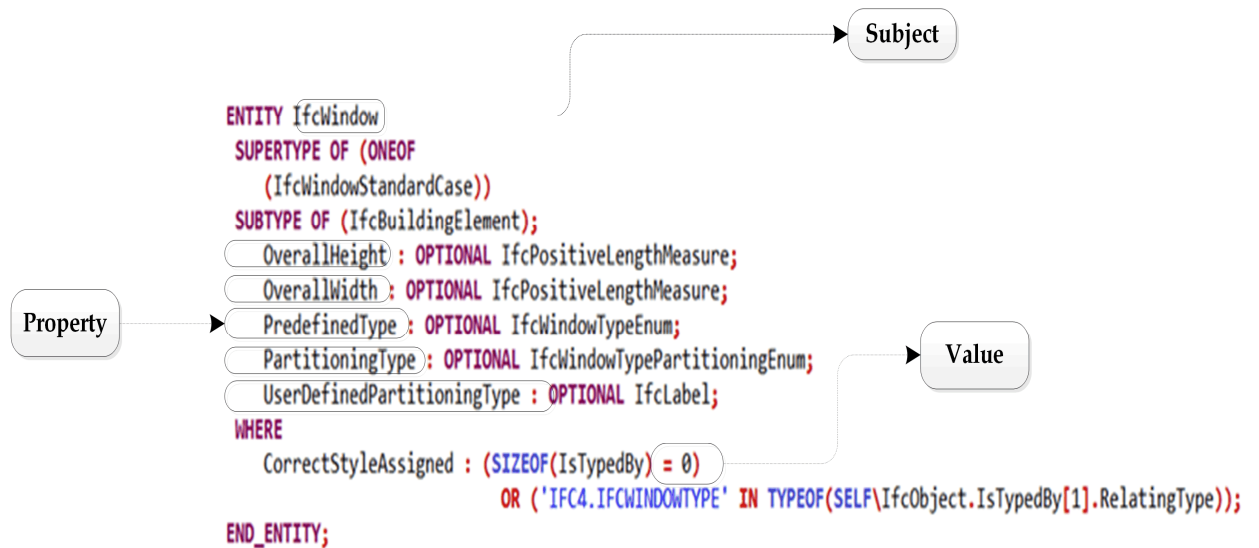 Subject
ENTITY IfcWindow
SUPERTYPE OF (ONEOF
(IfcWindowStandardCase))
SUBTYPE OF (IfcBuildingElement);
OverallHeight : OPTIONAL IfcPositiveLengthMeasure;
OverallWidth : OPTIONAL IfcPositiveLengthMeasure;
Property
PredefinedType : OPTIONAL IfcWindowTypeEnum;
Value
PartitioningType : OPTIONAL IfcWindowTypePartitioningEnum;
UserDefinedPartitioningType : OPTIONAL IfcLabel;
WHERE
CorrectStyleAssigned : (SIZEOF(IsTypedBy) = 0)
OR ('IFC4.IFCWINDOWTYPE' IN TYPEOF(SELF\IfcObject.IsTypedBy[1].RelatingType));
END_ENTITY;